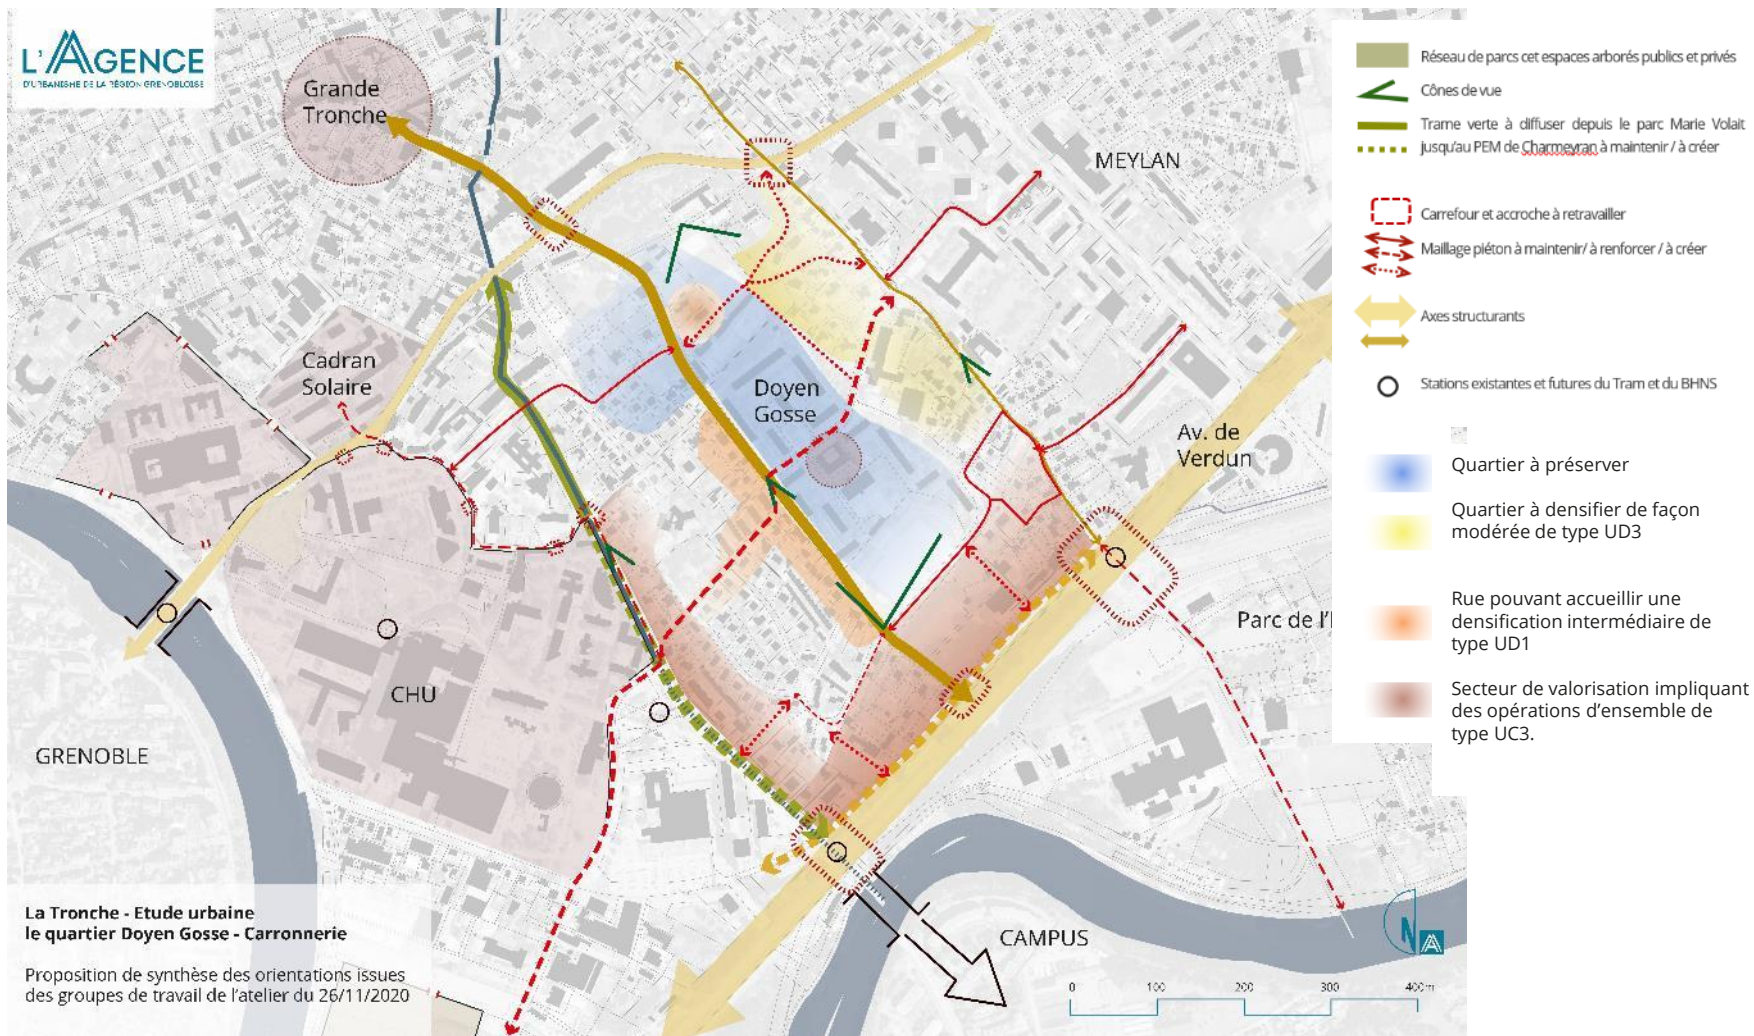 L'AGENCE
D'URBANISME DE LA RÉGION GRENOBLOISE
Grande
Tronche
MEYLAN
Cadran
Solaire
Doyen
Gosse
Av. de
Verdun
Parc de l'I
CHU
GRENOBLE
CAMPUS
La Tronche - Etude urbaine
le quartier Doyen Gosse - Carronnerie
Proposition de synthèse des orientations issues
des groupes de travail de l'atelier du 26/11/2020
N
0 100 200 300 400m
Réseau de parcs cet espaces arborés publics et privés
Cônes de vue
Trame verte à diffuser depuis le parc Marie Volait
jusqu'au PEM de Charmeyran à maintenir / à créer
Carrefour et accroche à retravailler
Maillage piéton à maintenir/ à renforcer / à créer
Axes structurants
Stations existantes et futures du Tram et du BHNS
Quartier à préserver
Quartier à densifier de façon
modérée de type UD3
Rue pouvant accueillir une
densification intermédiaire de
type UD1
Secteur de valorisation impliquant
des opérations d'ensemble de
type UC3.